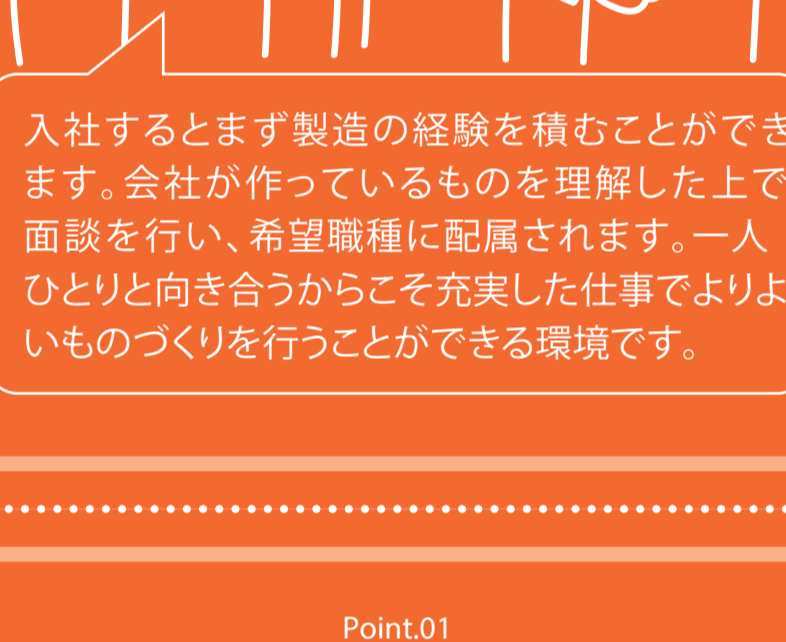 入社するとまず製造の経験を積むことができ
ます。会社が作っているものを理解した上で
面談を行い、希望職種に配属されます。一人
ひとりと向き合うからこそ充実した仕事でよりよ
いものづくりを行うことができる環境です。
Point.01